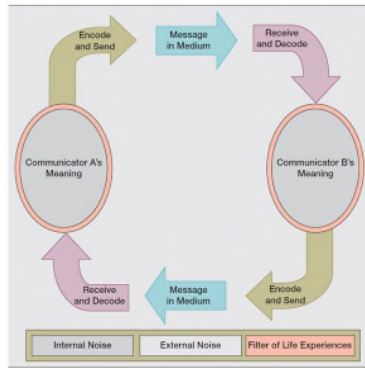 Encode
and Send
Message
in Medium
Receive
and Decode
Communicator A's
Meaning
Communicator B's
Meaning
Receive
and Decode
Message
in Medium
Encode
and Send
Internal Noise
External Noise
Filter of Life Experiences